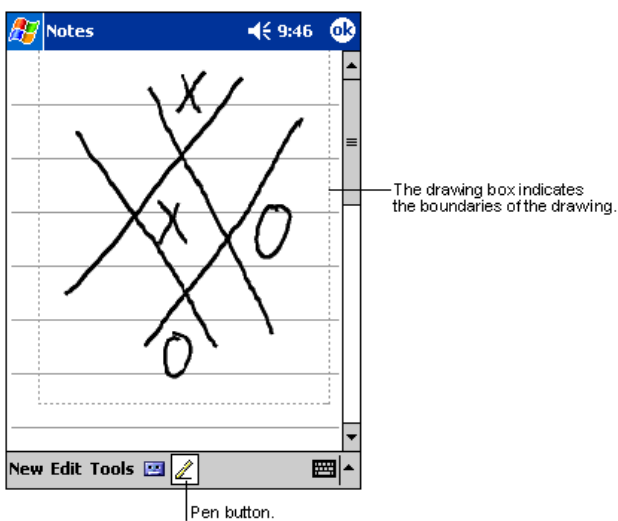 Notes 9:46 ok
X
The drawing box indicates
the boundaries of the drawing.
X
O
O
New Edit Tools
Pen button.